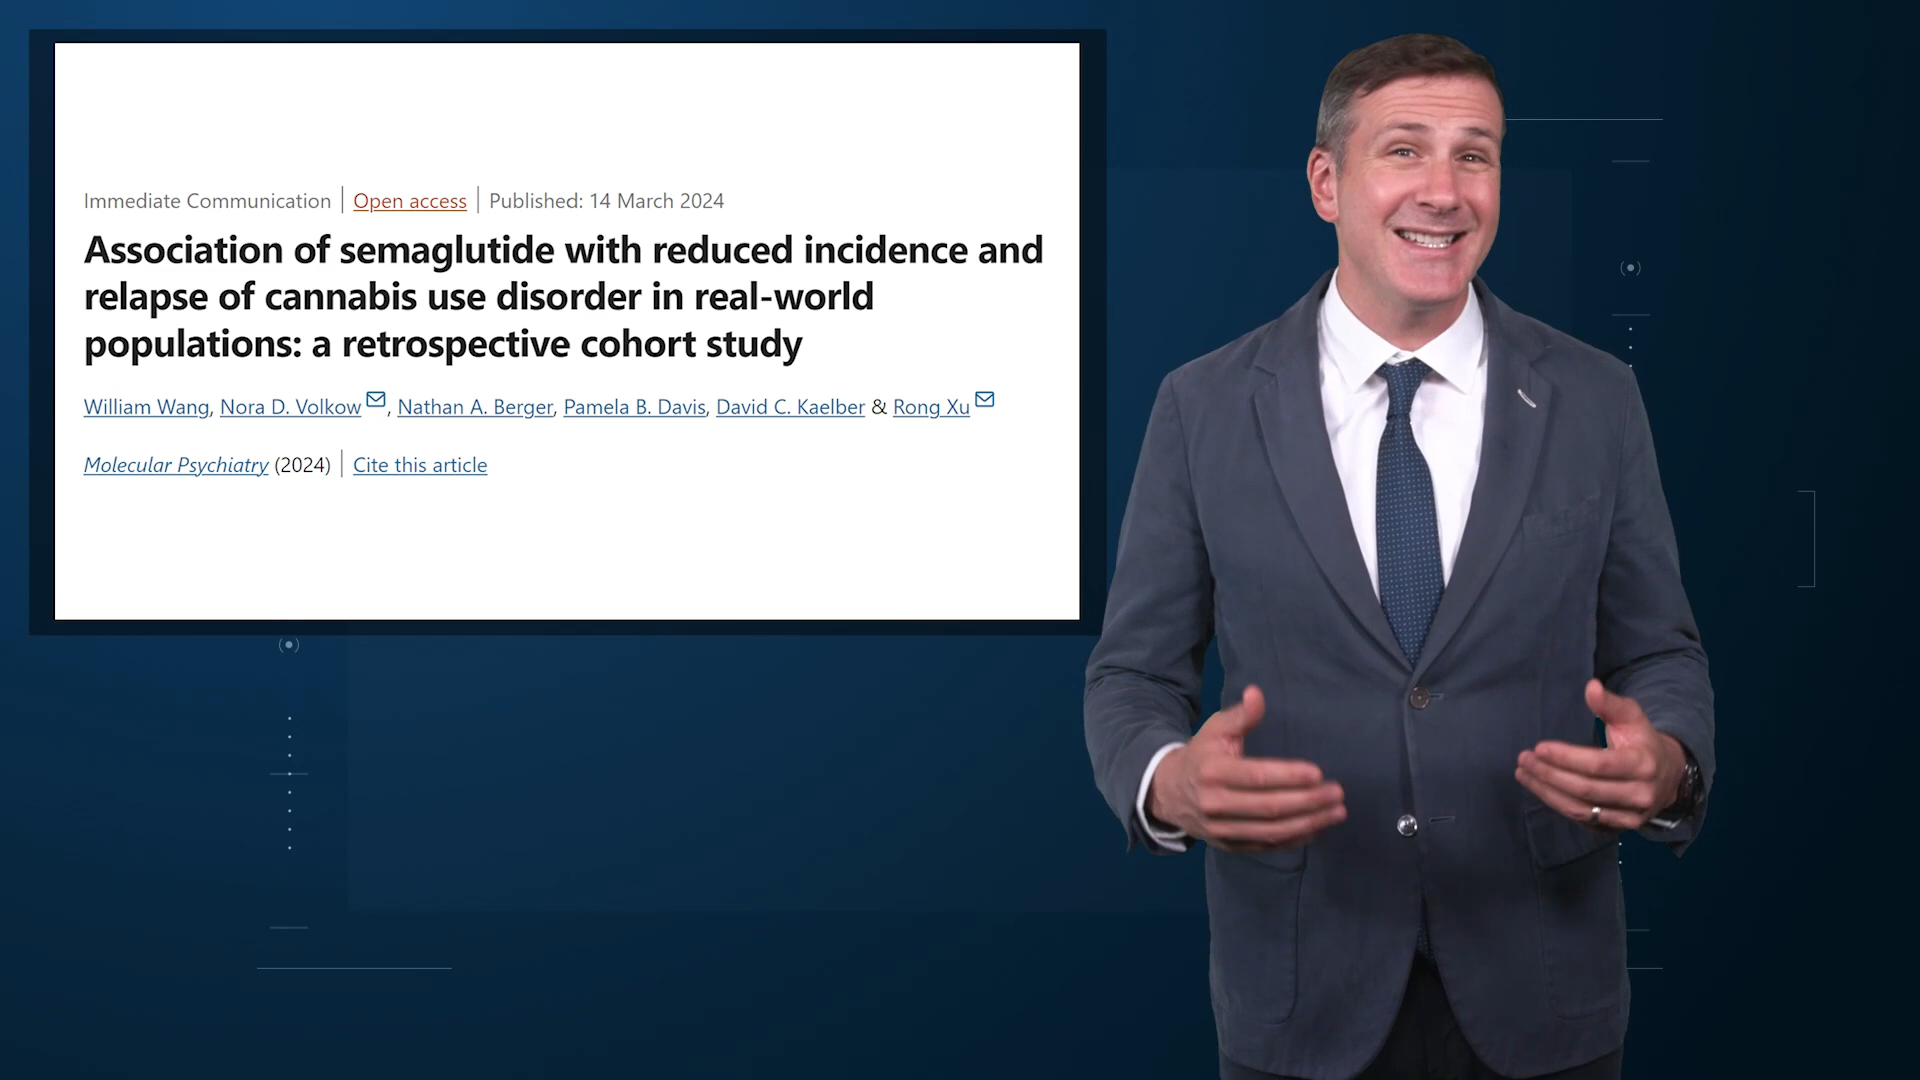 Immediate Communication | Open access | Published: 14 March 2024
Association of semaglutide with reduced incidence and
relapse of cannabis use disorder in real-world
populations: a retrospective cohort study
William Wang, Nora D. Volkow, Nathan A. Berger, Pamela B. Davis, David C. Kaelber & Rong Xu
Molecular Psychiatry (2024) | Cite this article